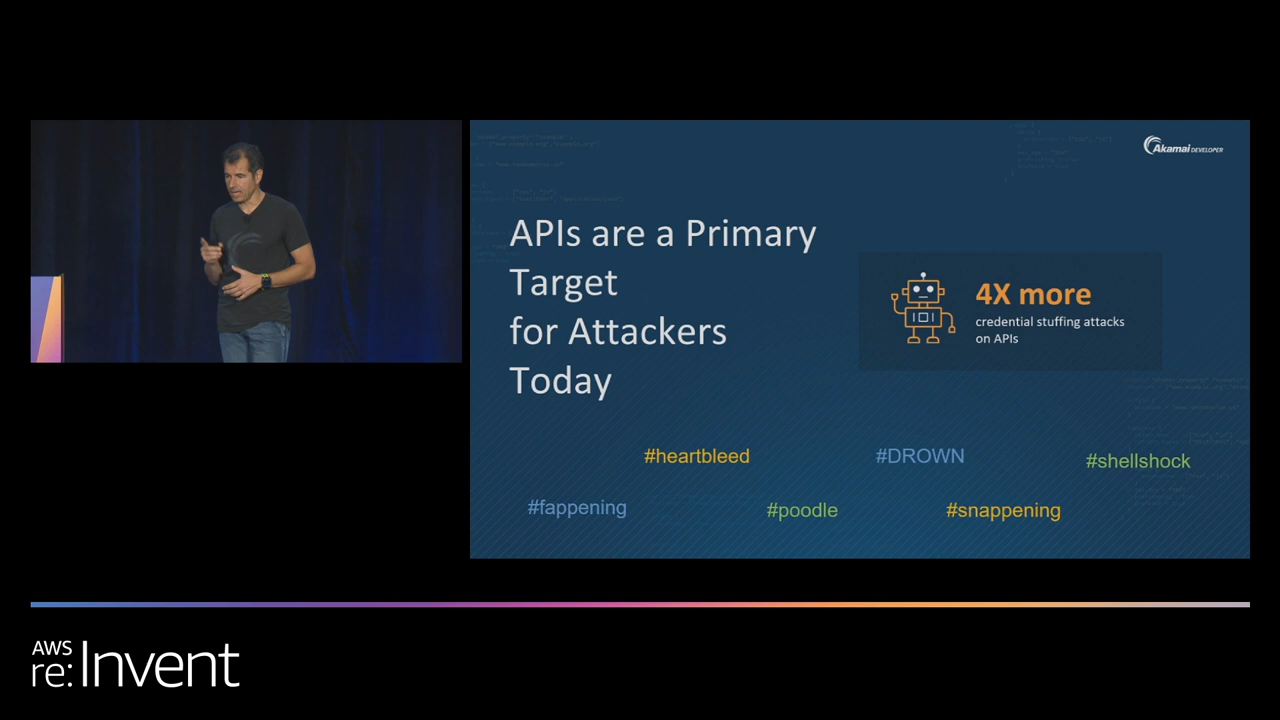 Akamai DEVELOPER
APIs are a Primary
Target
for Attackers
Today
4X more
credential stuffing attacks
on APIs
#heartbleed
#DROWN
#shellshock
#fappening
#poodle
#snappening
AWS
re:Invent